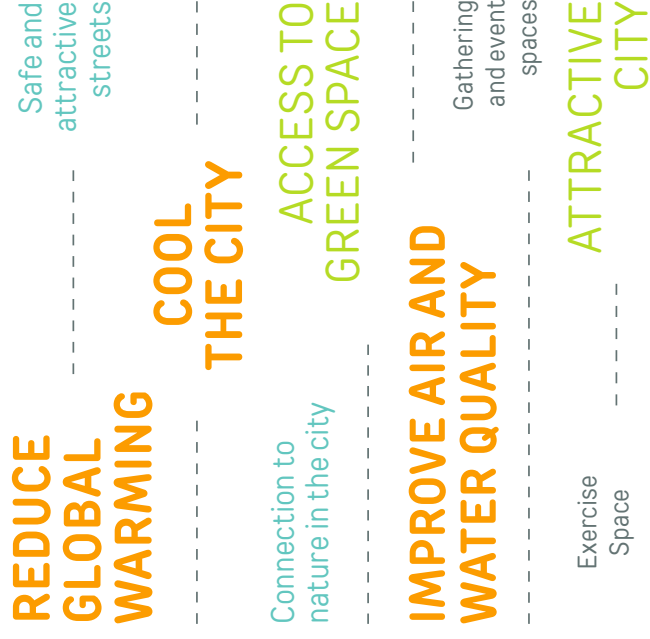 Safe and
attractive
streets
REDUCE
GLOBAL
WARMING
COOL
THE CITY
ACCESS TO
GREEN SPACE
Connection to
nature in the city
IMPROVE AIR AND
WATER QUALITY
Gathering
and event
spaces
ATTRACTIVE
CITY
Exercise
Space